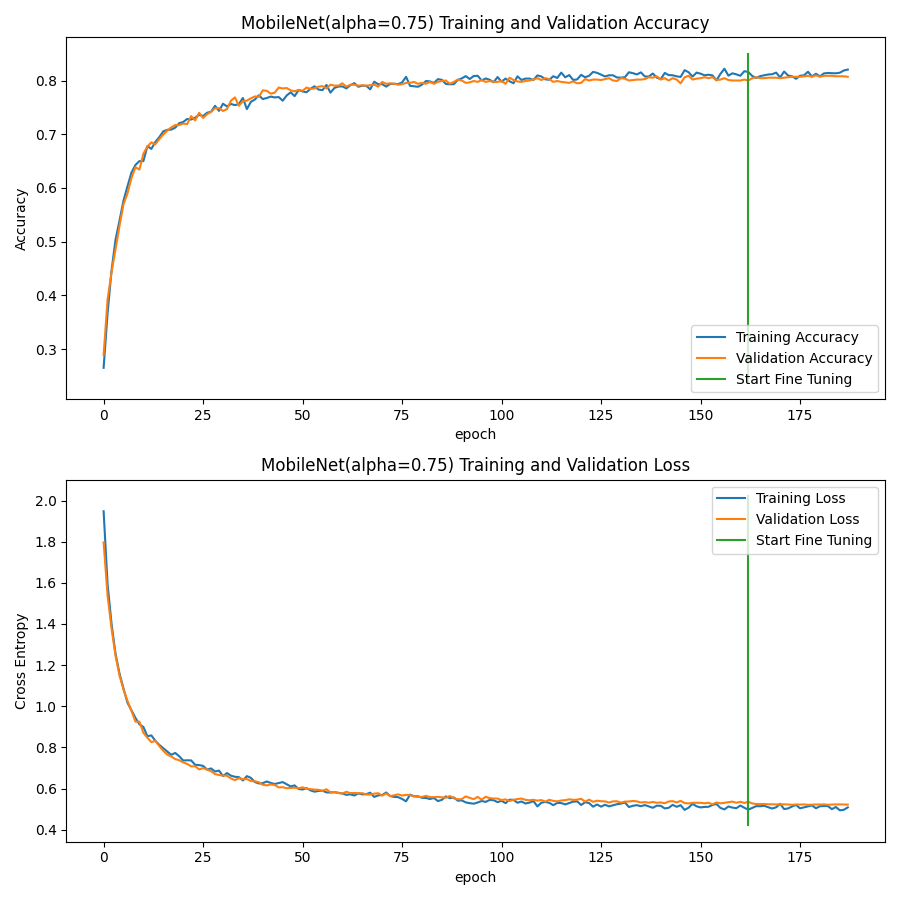 MobileNet(alpha=0.75) Training and Validation Accuracy
Accuracy
0.8
0.7
0.6
0.5
0.4
0.3
Training Accuracy
Validation Accuracy
Start Fine Tuning
0 25 50 75 100 125 150 175
epoch
MobileNet(alpha=0.75) Training and Validation Loss
Cross Entropy
2.0
1.8
1.6
1.4
1.2
1.0
0.8
0.6
0.4
Training Loss
Validation Loss
Start Fine Tuning
0 25 50 75 100 125 150 175
epoch